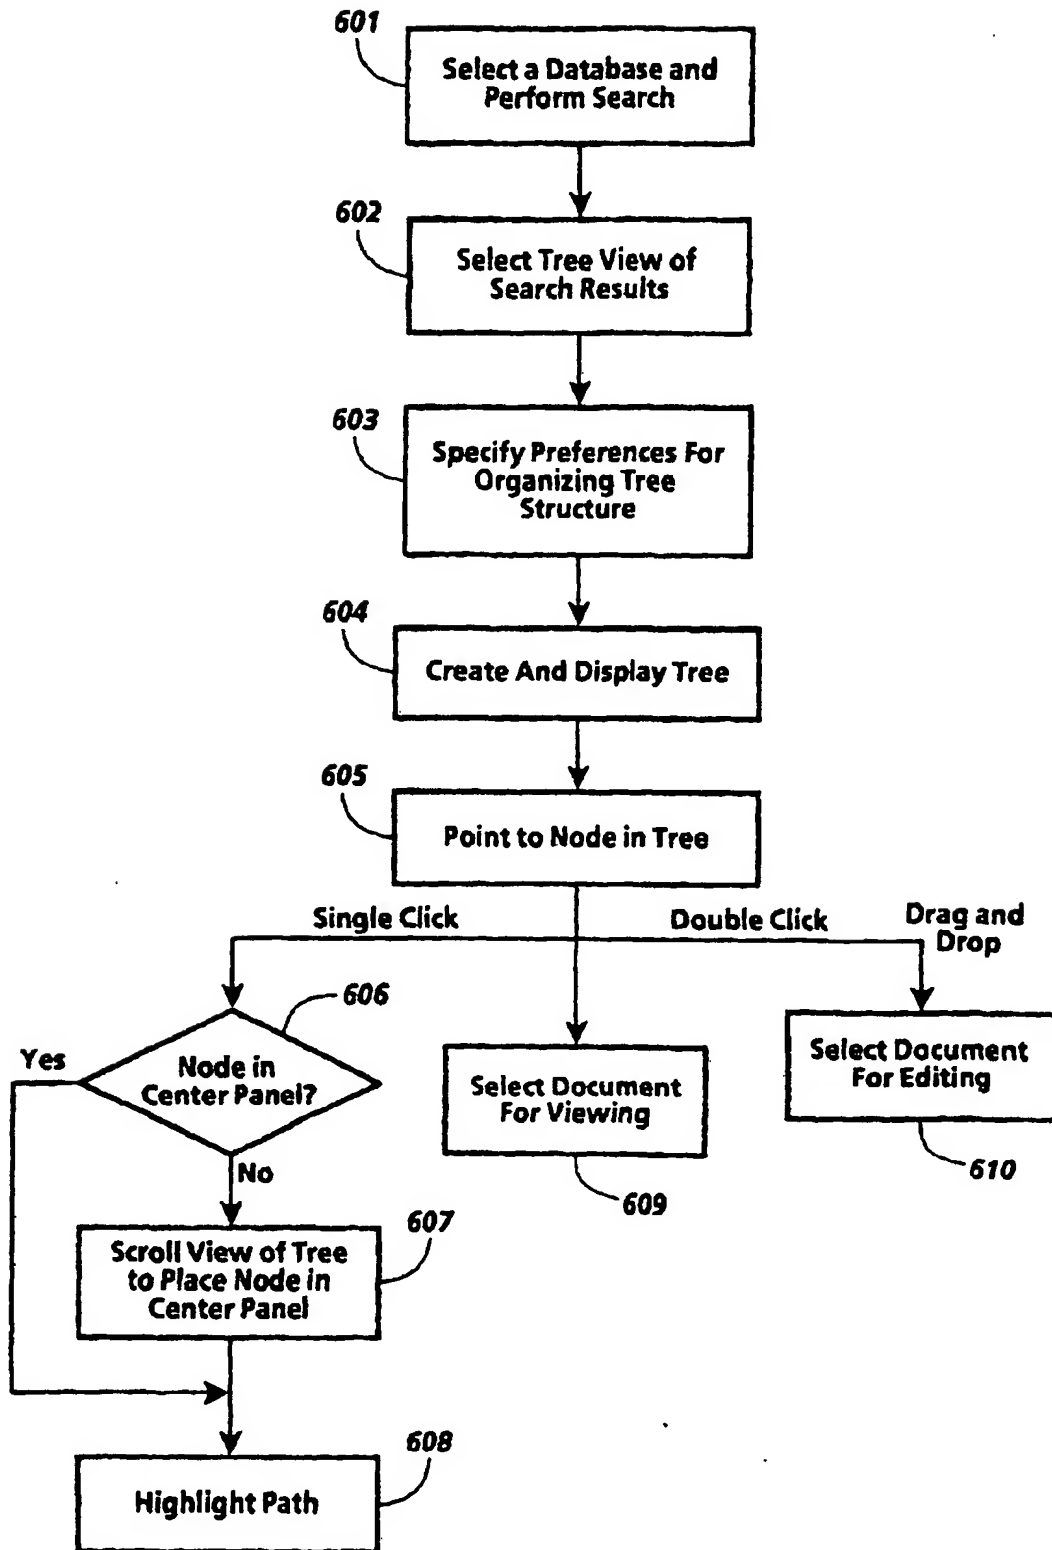 601
Select a Database and
Perform Search
602
Select Tree View of
Search Results
603
Specify Preferences For
Organizing Tree
Structure
604
Create And Display Tree
605
Point to Node in Tree
Single Click
Double Click
Drag and
Drop
606
Yes
Node in
Center Panel?
No
Select Document
For Viewing
609
Select Document
For Editing
610
607
Scroll View of Tree
to Place Node in
Center Panel
608
Highlight Path